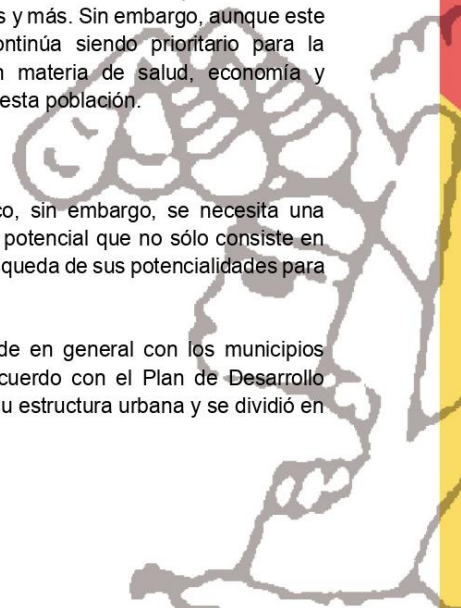 s y más. Sin embargo, aunque este
ontinúa siendo prioritario para la
n materia de salud, economía y
esta población.
co, sin embargo, se necesita una
potencial que no sólo consiste en
queda de sus potencialidades para
de en general con los municipios
cuerdo con el Plan de Desarrollo
u estructura urbana y se dividió en